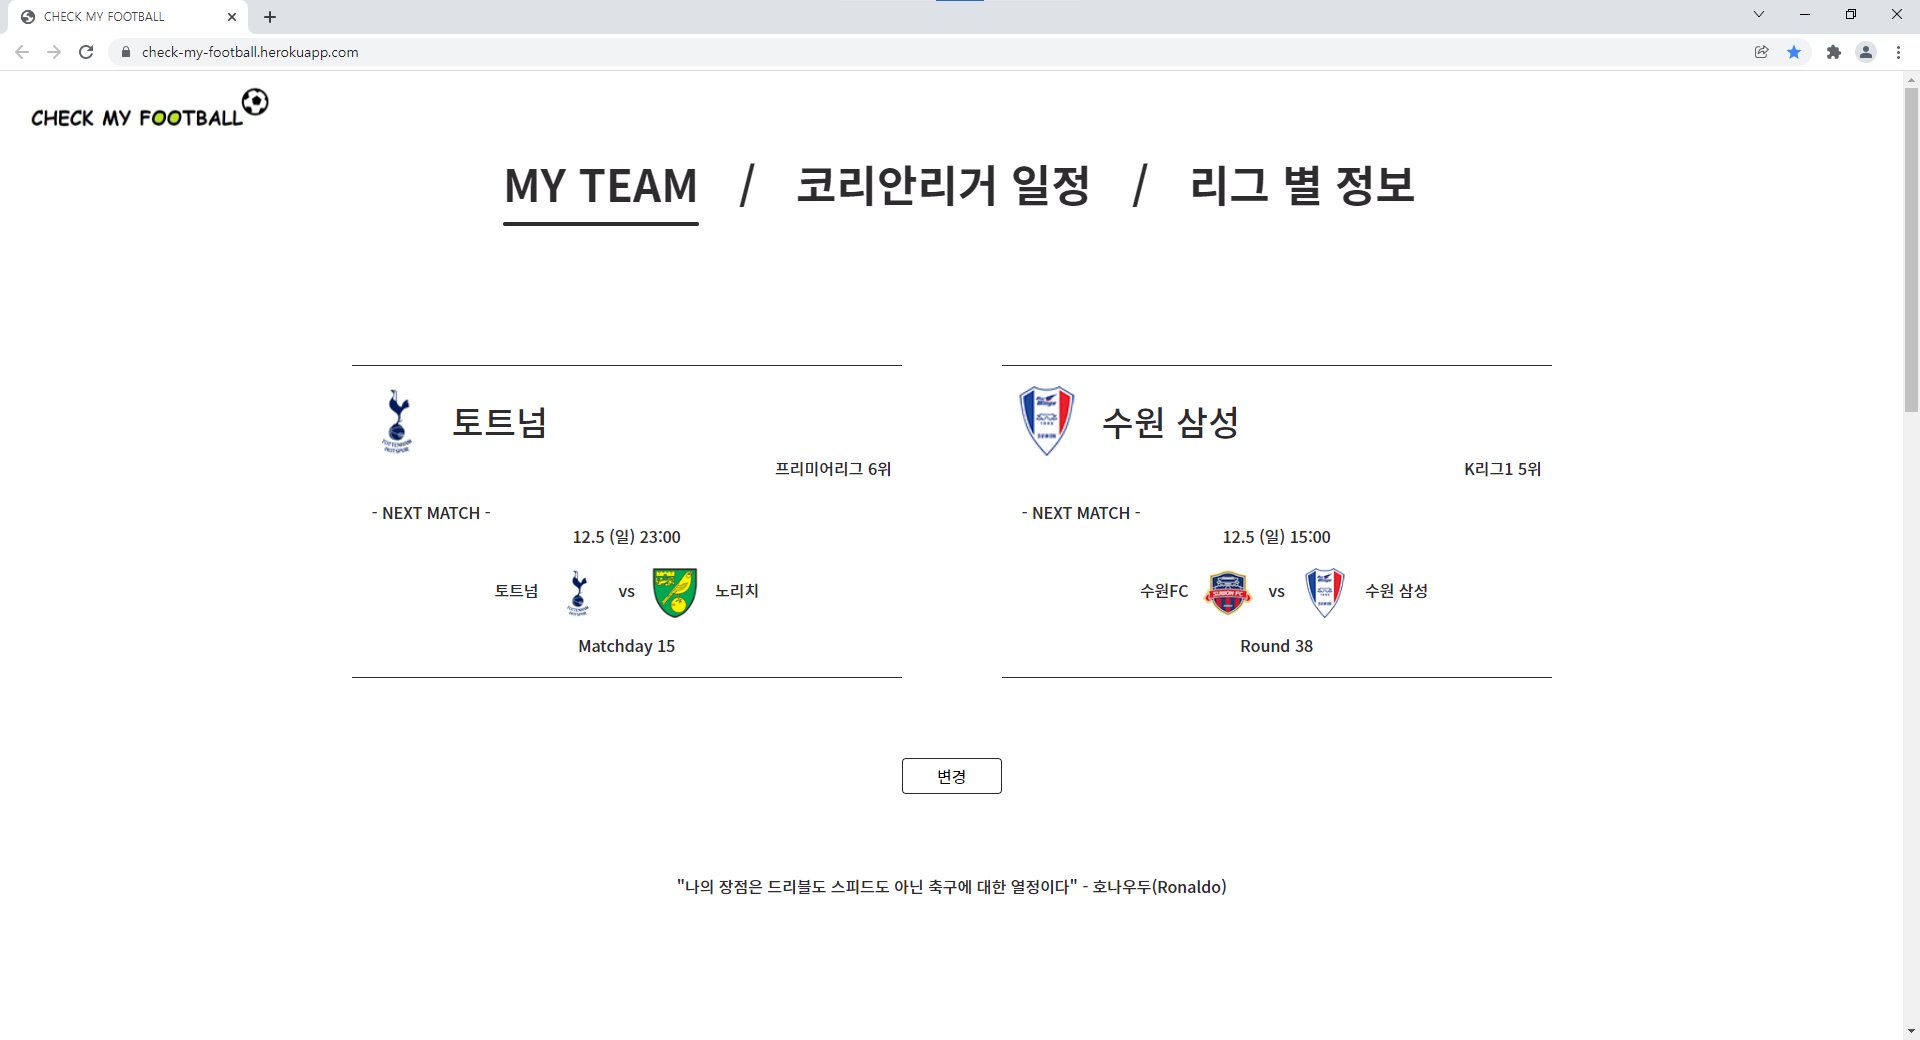 CHECK MY FOOTBALL
check-my-football.herokuapp.com
CHECK MY FOOTBALL
MY TEAM / 코리안리거 일정 / 리그 별 정보
토트넘
프리미어리그 6위
- NEXT MATCH -
12.5 (일) 23:00
토트넘 TOTTENHAM HOTSPUR vs 노리치
Matchday 15
수원 삼성
K리그1 5위
- NEXT MATCH -
12.5 (일) 15:00
수원FC SUWON FC vs SUWON 수원 삼성
Round 38
변경
"나의 장점은 드리블도 스피드도 아닌 축구에 대한 열정이다" - 호나우두(Ronaldo)